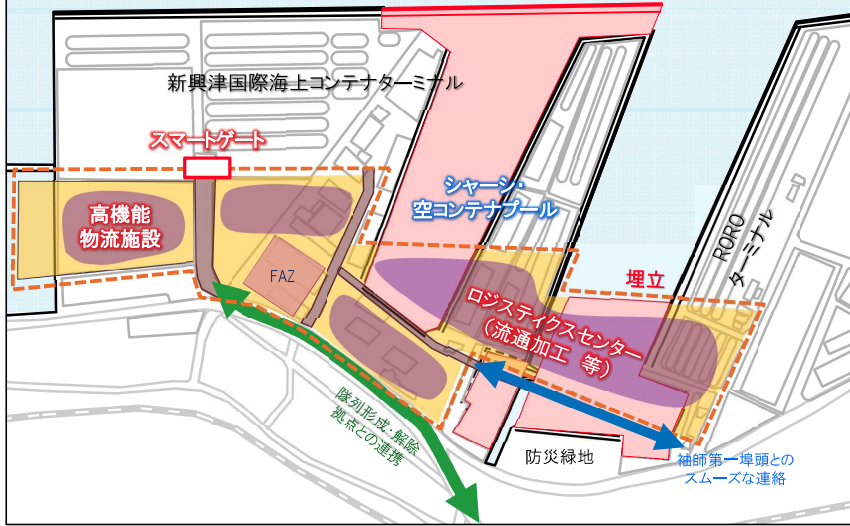 新興津国際海上コンテナターミナル
スマートゲート
シャーシ・
空コンテナプール
高機能
物流施設
RORO
ターミナル
FAZ
埋立
ロジスティクスセンター
（流通加工　等）
隊列形成・解除
拠点との連携
防災緑地
袖師第一埠頭との
スムーズな連絡